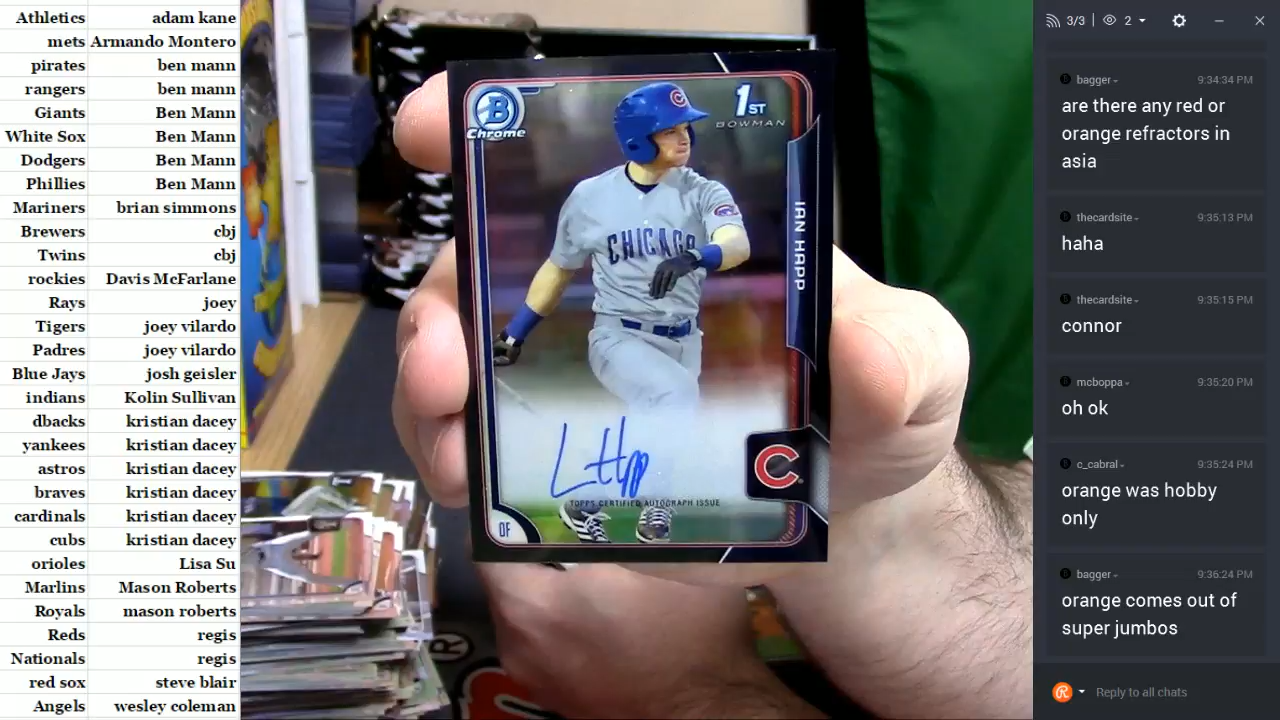 Athletics adam kane
mets Armando Montero
pirates ben mann
rangers ben mann
Giants Ben Mann
White Sox Ben Mann
Dodgers Ben Mann
Phillies Ben Mann
Mariners brian simmons
Brewers cbj
Twins cbj
rockies Davis McFarlane
Rays joey
Tigers joey vilardo
Padres joey vilardo
Blue Jays josh geisler
indians Kolin Sullivan
dbacks kristian dacey
yankees kristian dacey
astros kristian dacey
braves kristian dacey
cardinals kristian dacey
cubs kristian dacey
orioles Lisa Su
Marlins Mason Roberts
Royals mason roberts
Reds regis
Nationals regis
red sox steve blair
Angels wesley coleman
B
Chrome
1ST
BOWMAN
C
IAN HAPP
CHICAGO
TOPPS CERTIFIED AUTOGRAPH ISSUE
C
OF
3/3 2
bagger 9:34:34 PM
are there any red or
orange refractors in
asia
thecardsite 9:35:13 PM
haha
thecardsite 9:35:15 PM
connor
mcboppa 9:35:20 PM
oh ok
c_cabral 9:35:24 PM
orange was hobby
only
bagger 9:36:24 PM
orange comes out of
super jumbos
Reply to all chats